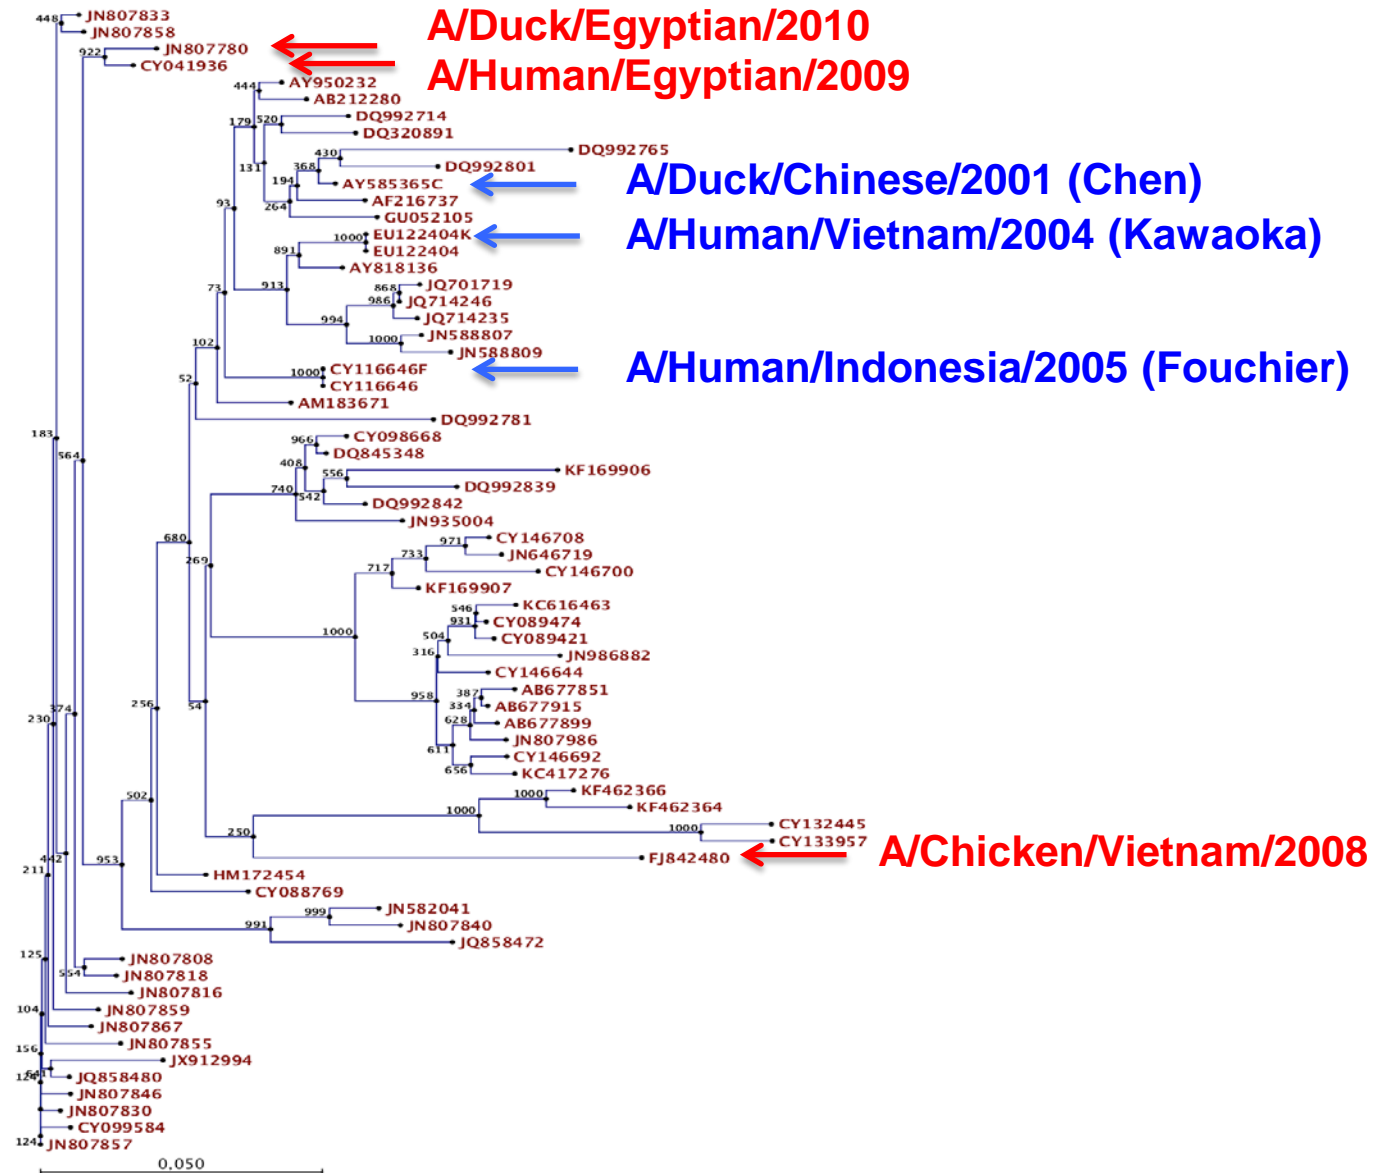 JN807833
448
JN807858
A/Duck/Egyptian/2010
JN807780
922
CY041936
A/Human/Egyptian/2009
AY950232
444
AB212280
DQ992714
520
179
DQ320891
DQ992765
430
131
368
DQ992801
194
AY585365C
A/Duck/Chinese/2001 (Chen)
93
264
AF216737
GU052105
EU122404K
A/Human/Vietnam/2004 (Kawaoka)
1000
891
EU122404
AY818136
73
913
868
JQ701719
986
JQ714246
994
JQ714235
JN588807
102
1000
JN588809
CY116646F
A/Human/Indonesia/2005 (Fouchier)
52
1000
CY116646
AM183671
DQ992781
183
966
CY098668
564
DQ845348
408
556
KF169906
740
542
DQ992839
DQ992842
JN935004
680
CY146708
971
733
JN646719
269
717
CY146700
KF169907
546
KC616463
931
CY089474
1000
504
CY089421
316
JN986882
CY146644
958
387
AB677851
374
256
54
334
AB677915
230
628
AB677899
611
JN807986
CY146692
656
KC417276
502
1000
KF462366
1000
KF462364
250
1000
CY132445
CY133957
442
953
FJ842480
A/Chicken/Vietnam/2008
211
HM172454
CY088769
999
JN582041
991
JN807840
JQ858472
125
JN807808
554
JN807818
JN807816
104
JN807859
JN807867
156
JN807855
JX912994
124
JQ858480
JN807846
JN807830
CY099584
124
JN807857
0.050